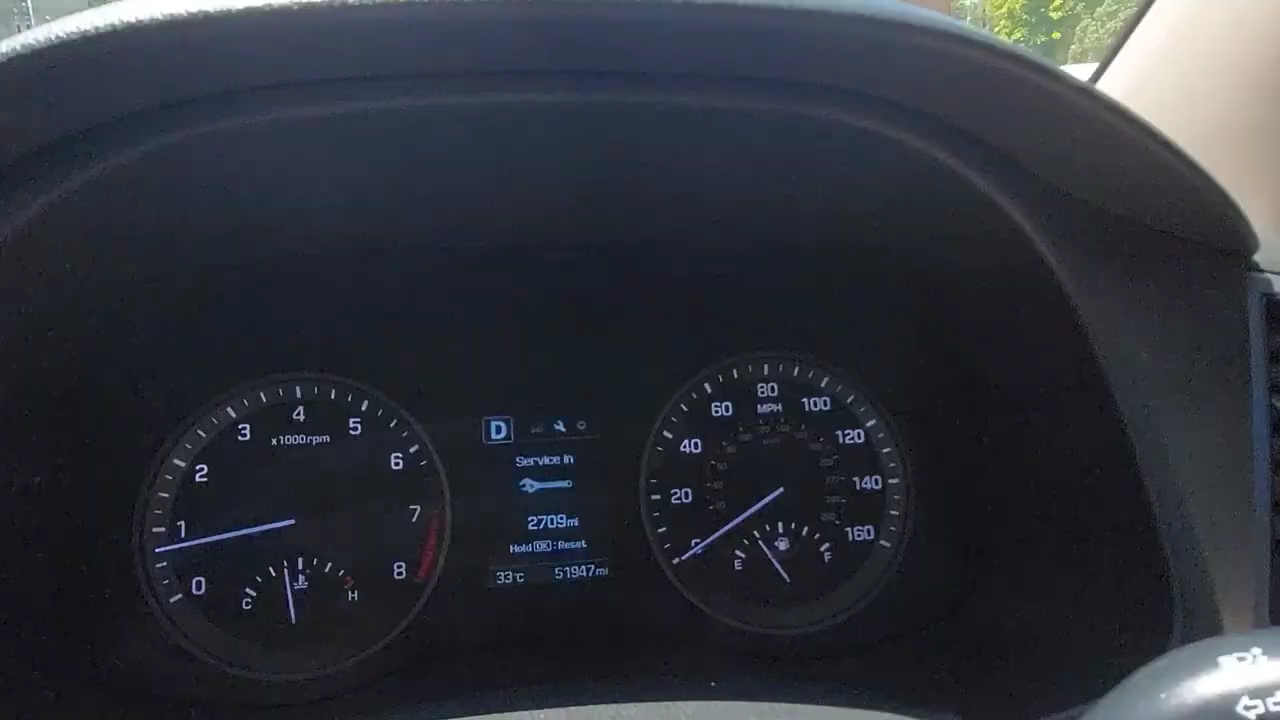 0
1
2
3
4
5
6
7
8
x1000rpm
C
H
D
Service in
2709mi
Hold OK : Reset
33°C 51947mi
0
20
40
60
80
100
120
140
160
MPH
E
F